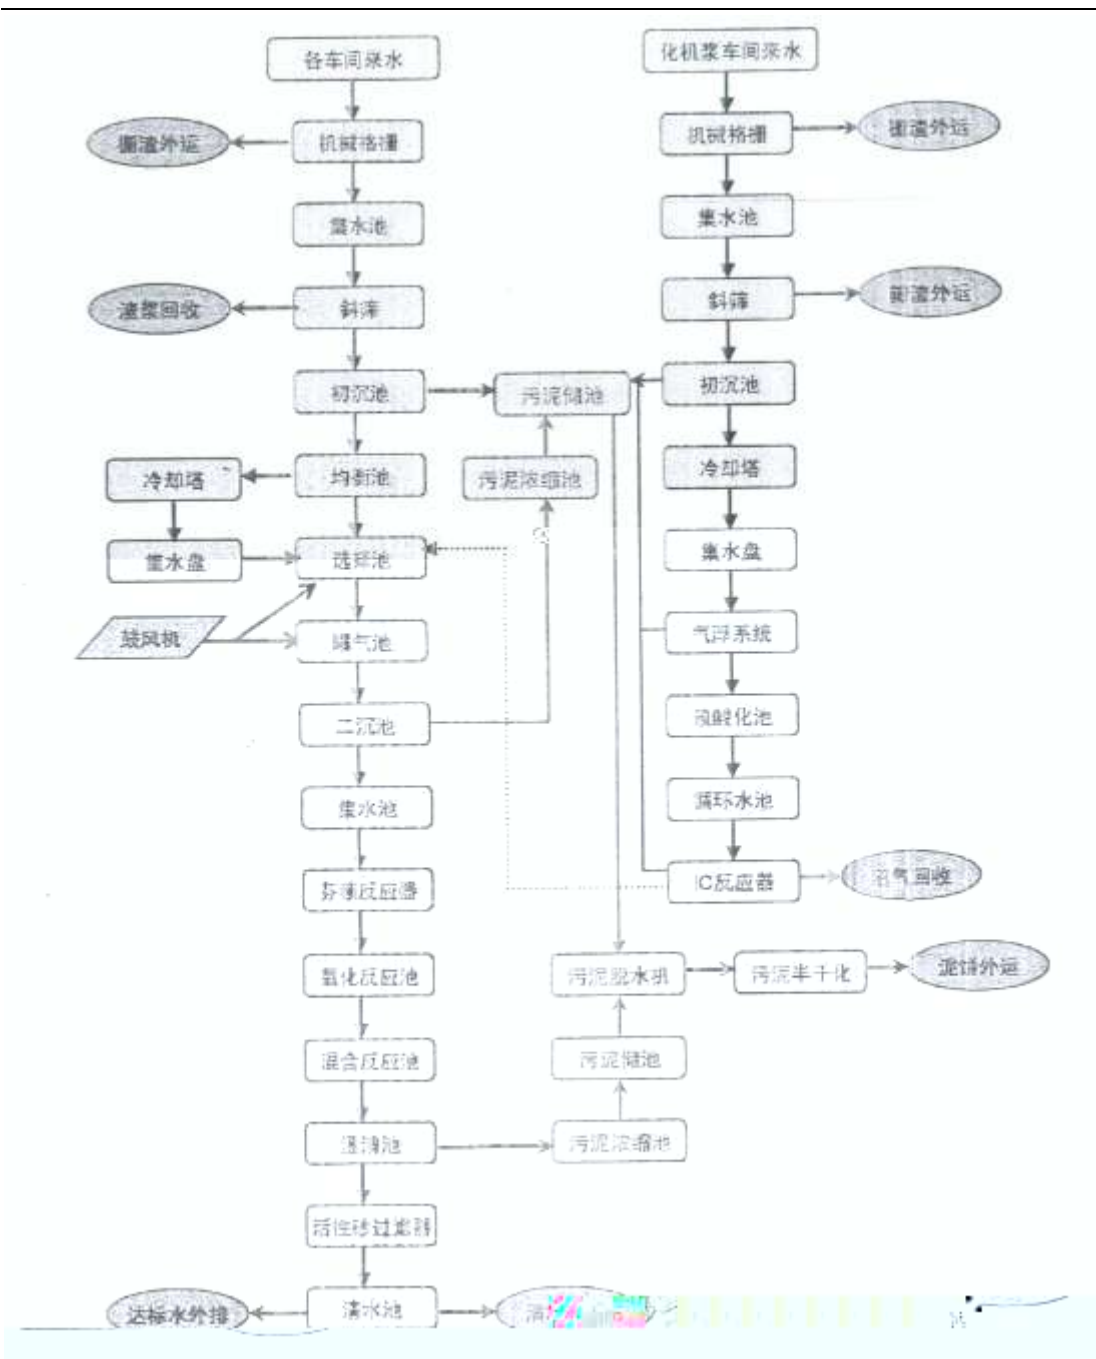 各车间来水
化机浆车间来水
栅渣外运
机械格栅
机械格栅
栅渣外运
集水池
集水池
渣浆回收
斜筛
斜筛
栅渣外运
初沉池
污泥储池
初沉池
冷却塔
均衡池
污泥浓缩池
冷却塔
集水盘
选择池
集水盘
鼓风机
曝气池
气浮系统
二沉池
预酸化池
集水池
循环水池
芬顿反应器
IC反应器
沼气回收
氧化反应池
污泥脱水机
污泥半干化
泥饼外运
混合反应池
污泥储池
污泥浓缩池
活性砂过滤器
达标水外排
清水池